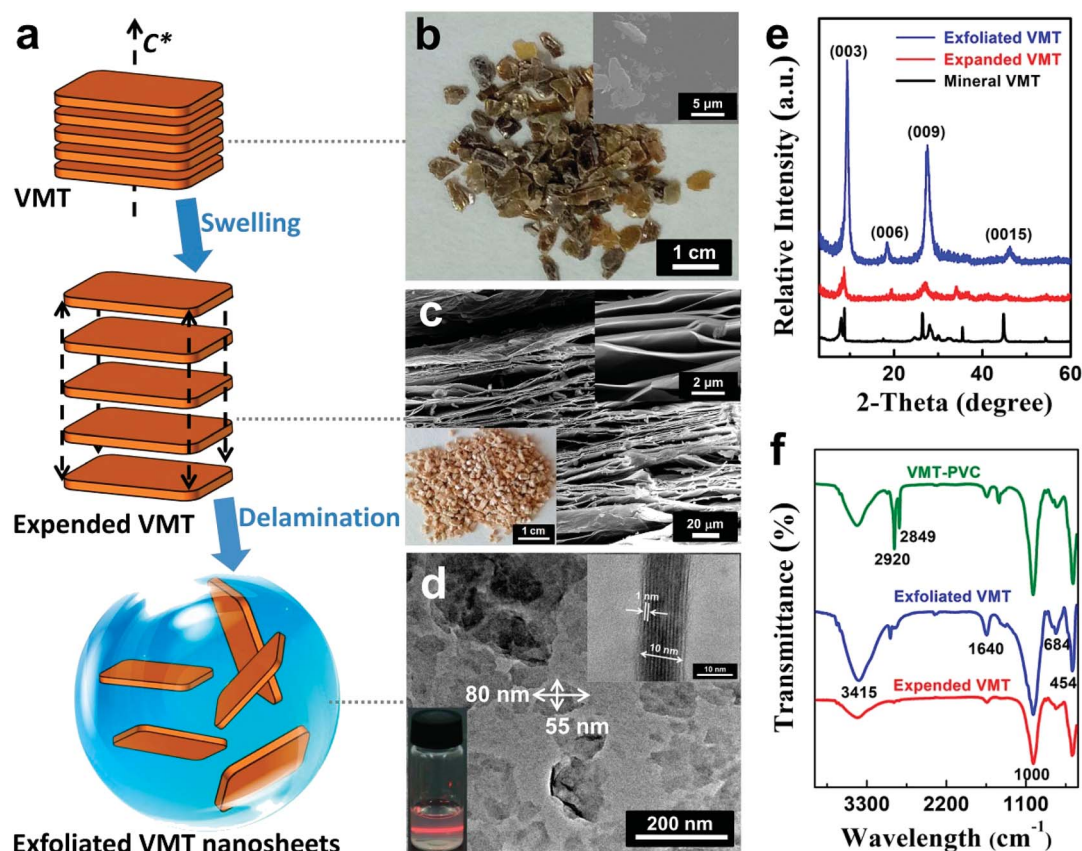 a
C*
VMT
Swelling
Expended VMT
Delamination
Exfoliated VMT nanosheets
b
5 µm
1 cm
c
2 µm
1 cm
20 µm
d
1 nm
10 nm
10 nm
80 nm
55 nm
200 nm
e
Exfoliated VMT
Expanded VMT
Mineral VMT
(003)
(009)
(006)
(0015)
Relative Intensity (a.u.)
20 40 60
2-Theta (degree)
f
VMT-PVC
2849
2920
Exfoliated VMT
1640
684
3415
454
Expended VMT
1000
Transmittance (%)
3300 2200 1100
Wavelength (cm⁻¹)